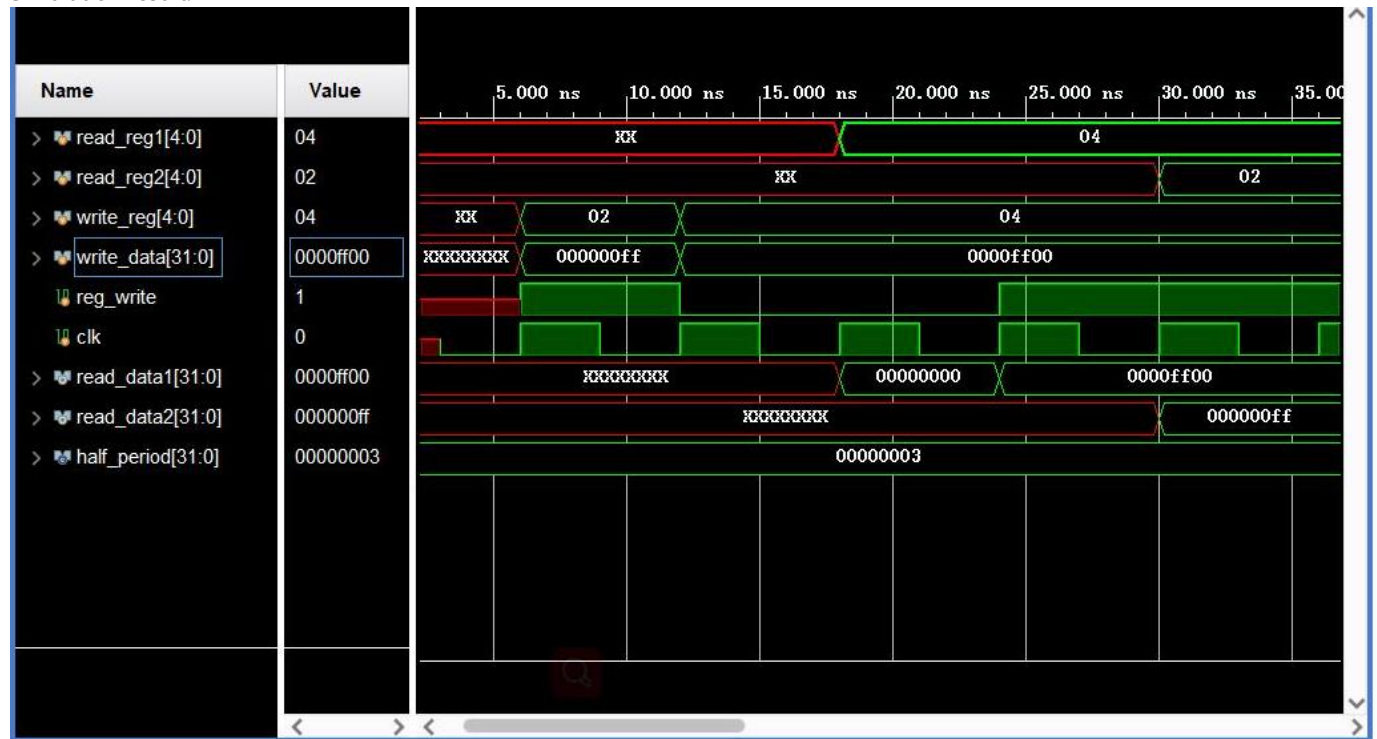 Name Value 5.000 ns 10.000 ns 15.000 ns 20.000 ns 25.000 ns 30.000 ns 35.00
read_reg1[4:0] 04 XX 04
read_reg2[4:0] 02 XX 02
write_reg[4:0] 04 XX 02 04
write_data[31:0] 0000ff00 XXXXXXXX 000000ff 0000ff00
reg_write 1
clk 0
read_data1[31:0] 0000ff00 XXXXXXXX 00000000 0000ff00
read_data2[31:0] 000000ff XXXXXXXX 000000ff
half_period[31:0] 00000003 00000003